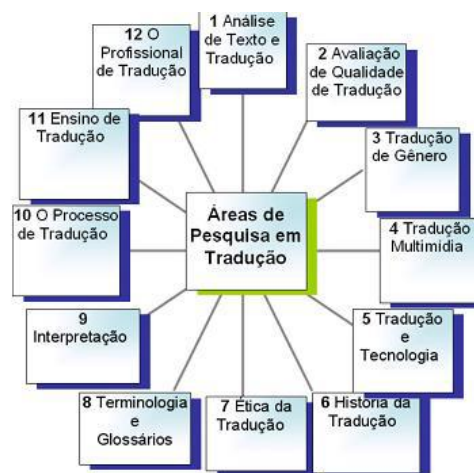 Áreas de
Pesquisa em
Tradução
1 Análise
de Texto e
Tradução
2 Avaliação
de Qualidade
de Tradução
3 Tradução
de Gênero
4 Tradução
Multimídia
5 Tradução
e
Tecnologia
6 História da
Tradução
7 Ética da
Tradução
8 Terminologia
e
Glossários
9
Interpretação
10 O Processo
de Tradução
11 Ensino de
Tradução
12 O
Profissional
de Tradução